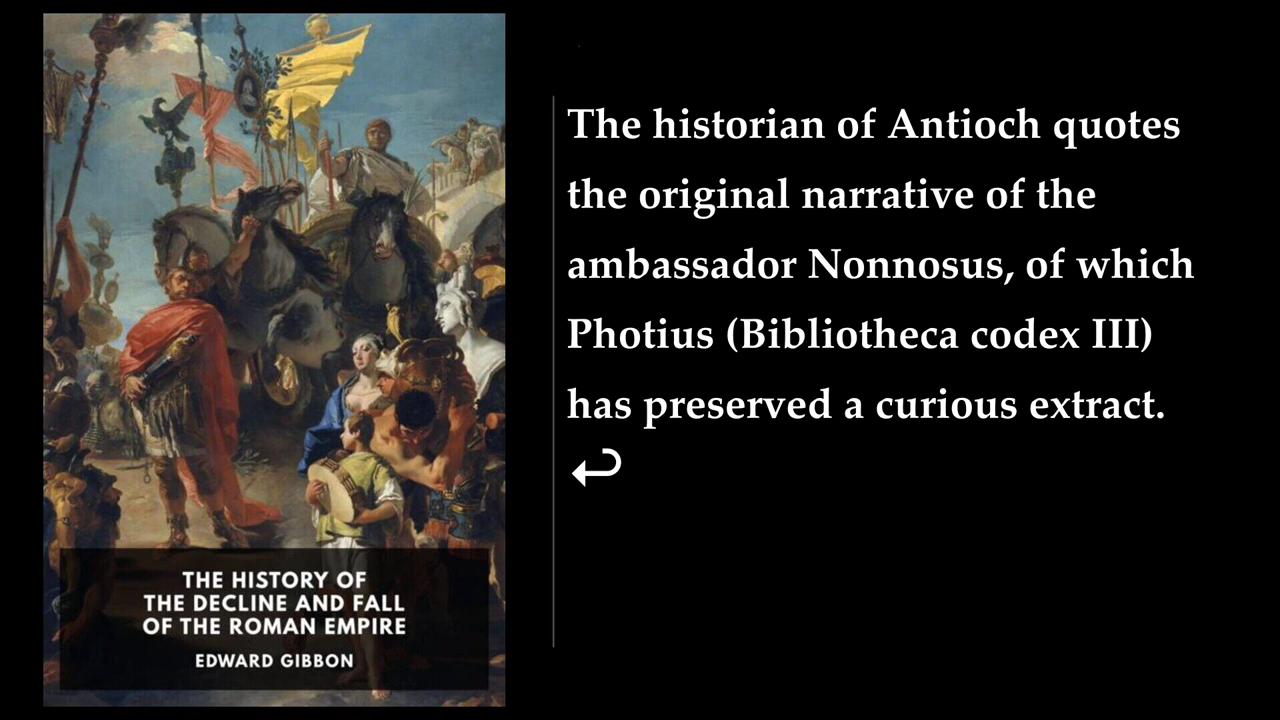 The historian of Antioch quotes
the original narrative of the
ambassador Nonnosus, of which
Photius (Bibliotheca codex III)
has preserved a curious extract.
↩
THE HISTORY OF
THE DECLINE AND FALL
OF THE ROMAN EMPIRE
EDWARD GIBBON